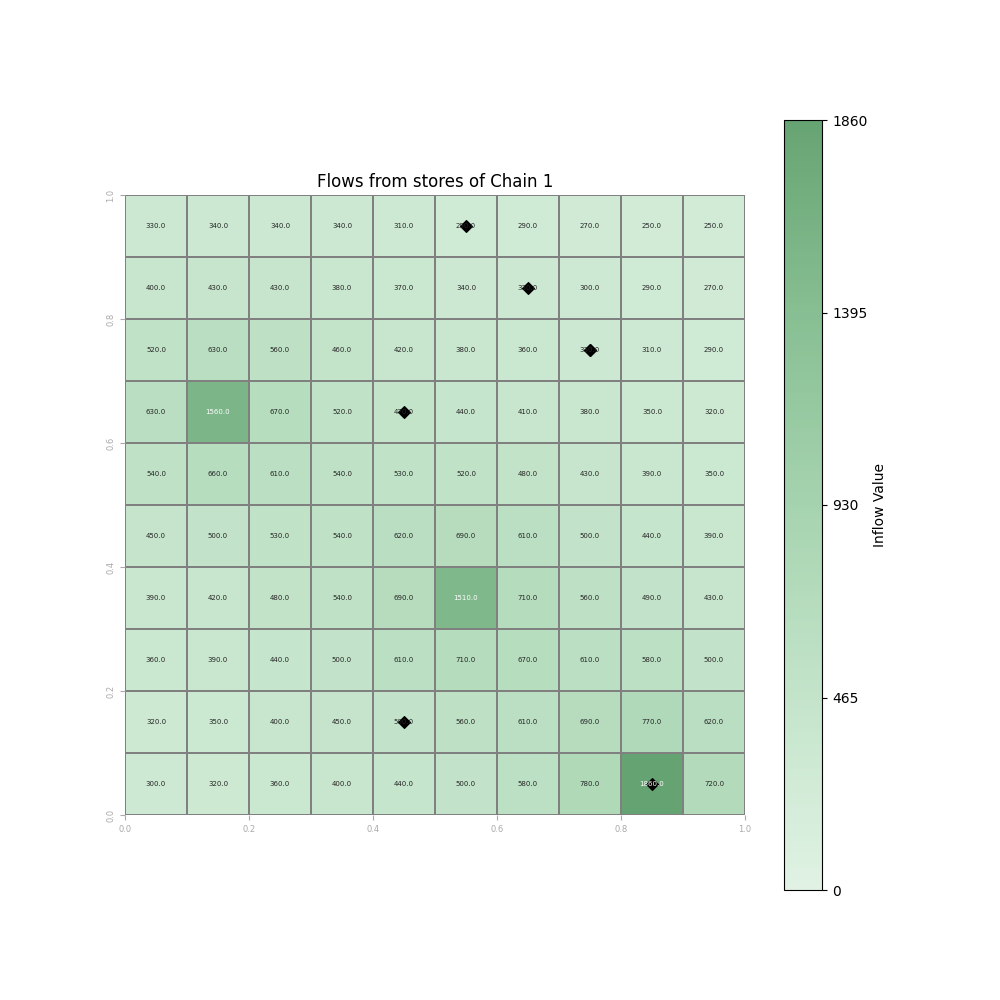 Flows from stores of Chain 1
1.0
330.0 340.0 340.0 340.0 310.0 290.0 270.0 250.0 250.0
400.0 430.0 430.0 380.0 370.0 340.0 300.0 290.0 270.0
0.8
520.0 630.0 560.0 460.0 420.0 380.0 360.0 310.0 290.0
630.0 1560.0 670.0 520.0 440.0 410.0 380.0 350.0 320.0
0.6
540.0 660.0 610.0 540.0 530.0 520.0 480.0 430.0 390.0 350.0
450.0 500.0 530.0 540.0 620.0 690.0 610.0 500.0 440.0 390.0
0.4
390.0 420.0 480.0 540.0 690.0 1510.0 710.0 560.0 490.0 430.0
360.0 390.0 440.0 500.0 610.0 710.0 670.0 610.0 580.0 500.0
0.2
320.0 350.0 400.0 450.0 560.0 610.0 690.0 770.0 620.0
300.0 320.0 360.0 400.0 440.0 500.0 580.0 780.0 1860.0 720.0
0.0
0.0 0.2 0.4 0.6 0.8 1.0
1860
1395
930
465
0
Inflow Value